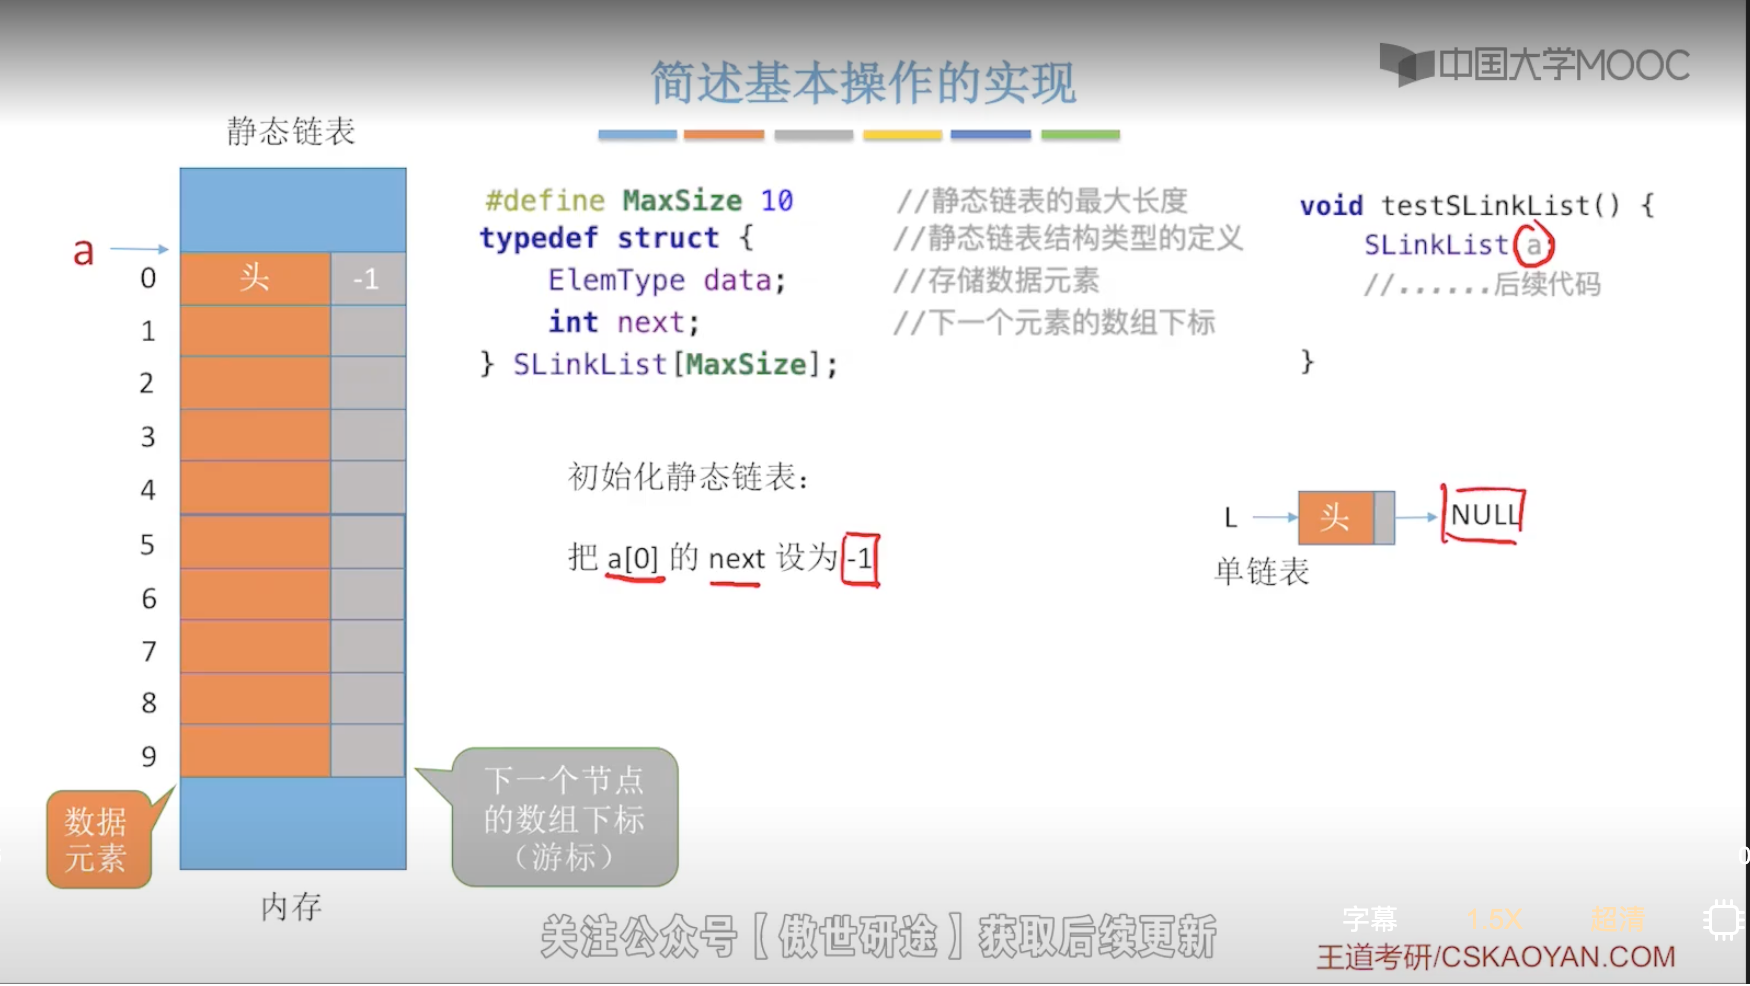 中国大学MOOC
简述基本操作的实现
静态链表
a
0 头 -1
1
2
3
4
5
6
7
8
9
数据
元素
内存
下一个节点
的数组下标
（游标）
#define MaxSize 10 //静态链表的最大长度
typedef struct { //静态链表结构类型的定义
ElemType data; //存储数据元素
int next; //下一个元素的数组下标
} SLinkList[MaxSize];
void testSLinkList() {
SLinkList a;
//......后续代码
}
初始化静态链表：
把 a[0] 的 next 设为 -1
L 头 NULL
单链表
字幕 1.5X 超清
关注公众号【傲世研途】获取后续更新
王道考研/CSKAOYAN.COM